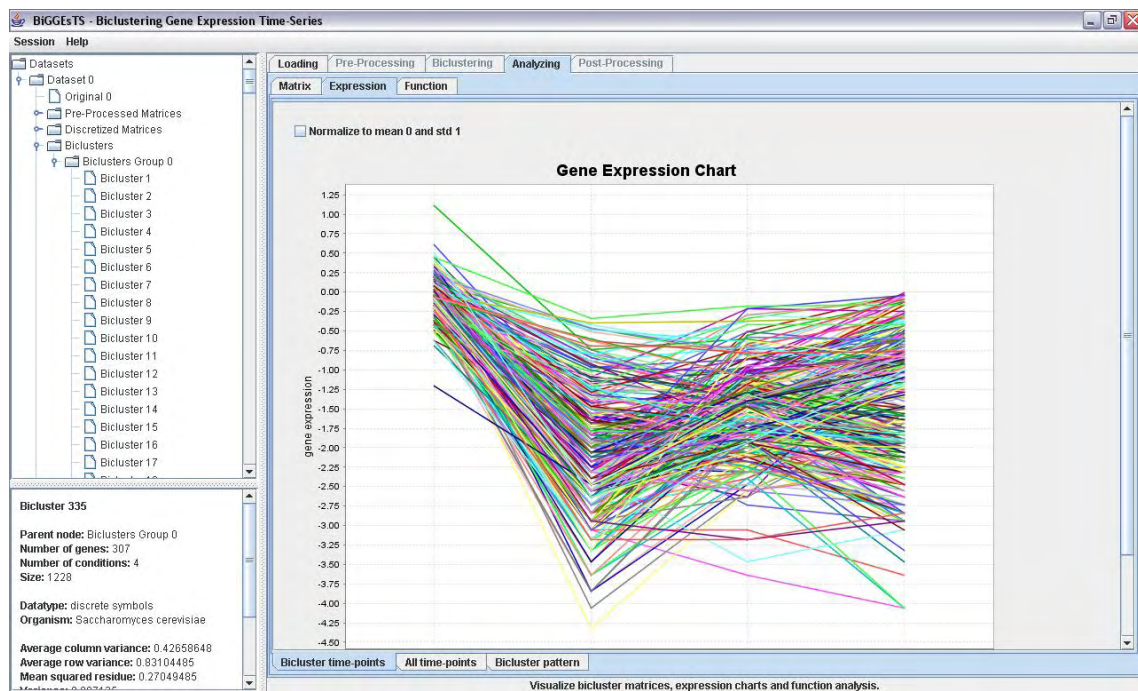 BiGGEsTS - Biclustering Gene Expression Time-Series
Session Help
Datasets
Dataset 0
Original 0
Pre-Processed Matrices
Discretized Matrices
Biclusters
Biclusters Group 0
Bicluster 1
Bicluster 2
Bicluster 3
Bicluster 4
Bicluster 5
Bicluster 6
Bicluster 7
Bicluster 8
Bicluster 9
Bicluster 10
Bicluster 11
Bicluster 12
Bicluster 13
Bicluster 14
Bicluster 15
Bicluster 16
Bicluster 17
Bicluster 335
Parent node: Biclusters Group 0
Number of genes: 307
Number of conditions: 4
Size: 1228
Datatype: discrete symbols
Organism: Saccharomyces cerevisiae
Average column variance: 0.42658648
Average row variance: 0.83104485
Mean squared residue: 0.27049485
Loading Pre-Processing Biclustering Analyzing Post-Processing
Matrix Expression Function
Normalize to mean 0 and std 1
Gene Expression Chart
1.25
1.00
0.75
0.50
0.25
0.00
-0.25
-0.50
-0.75
-1.00
-1.25
-1.50
-1.75
-2.00
-2.25
-2.50
-2.75
-3.00
-3.25
-3.50
-3.75
-4.00
-4.25
-4.50
gene expression
Bicluster time-points All time-points Bicluster pattern
Visualize bicluster matrices, expression charts and function analysis.